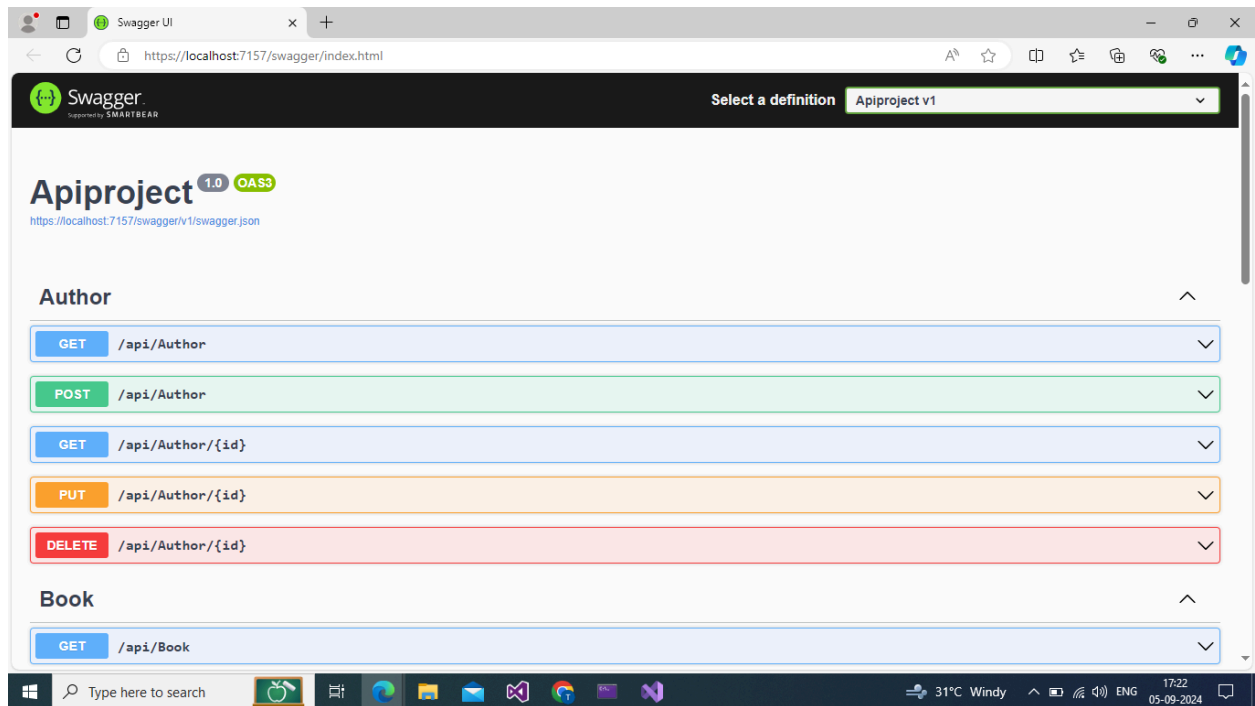 Swagger UI
https://localhost:7157/swagger/index.html
Swagger.
Supported by SMARTBEAR
Select a definition
Apiproject v1
Apiproject 1.0 OAS3
https://localhost:7157/swagger/v1/swagger.json
Author
GET /api/Author
POST /api/Author
GET /api/Author/{id}
PUT /api/Author/{id}
DELETE /api/Author/{id}
Book
GET /api/Book
Type here to search
31°C Windy
ENG
17:22
05-09-2024